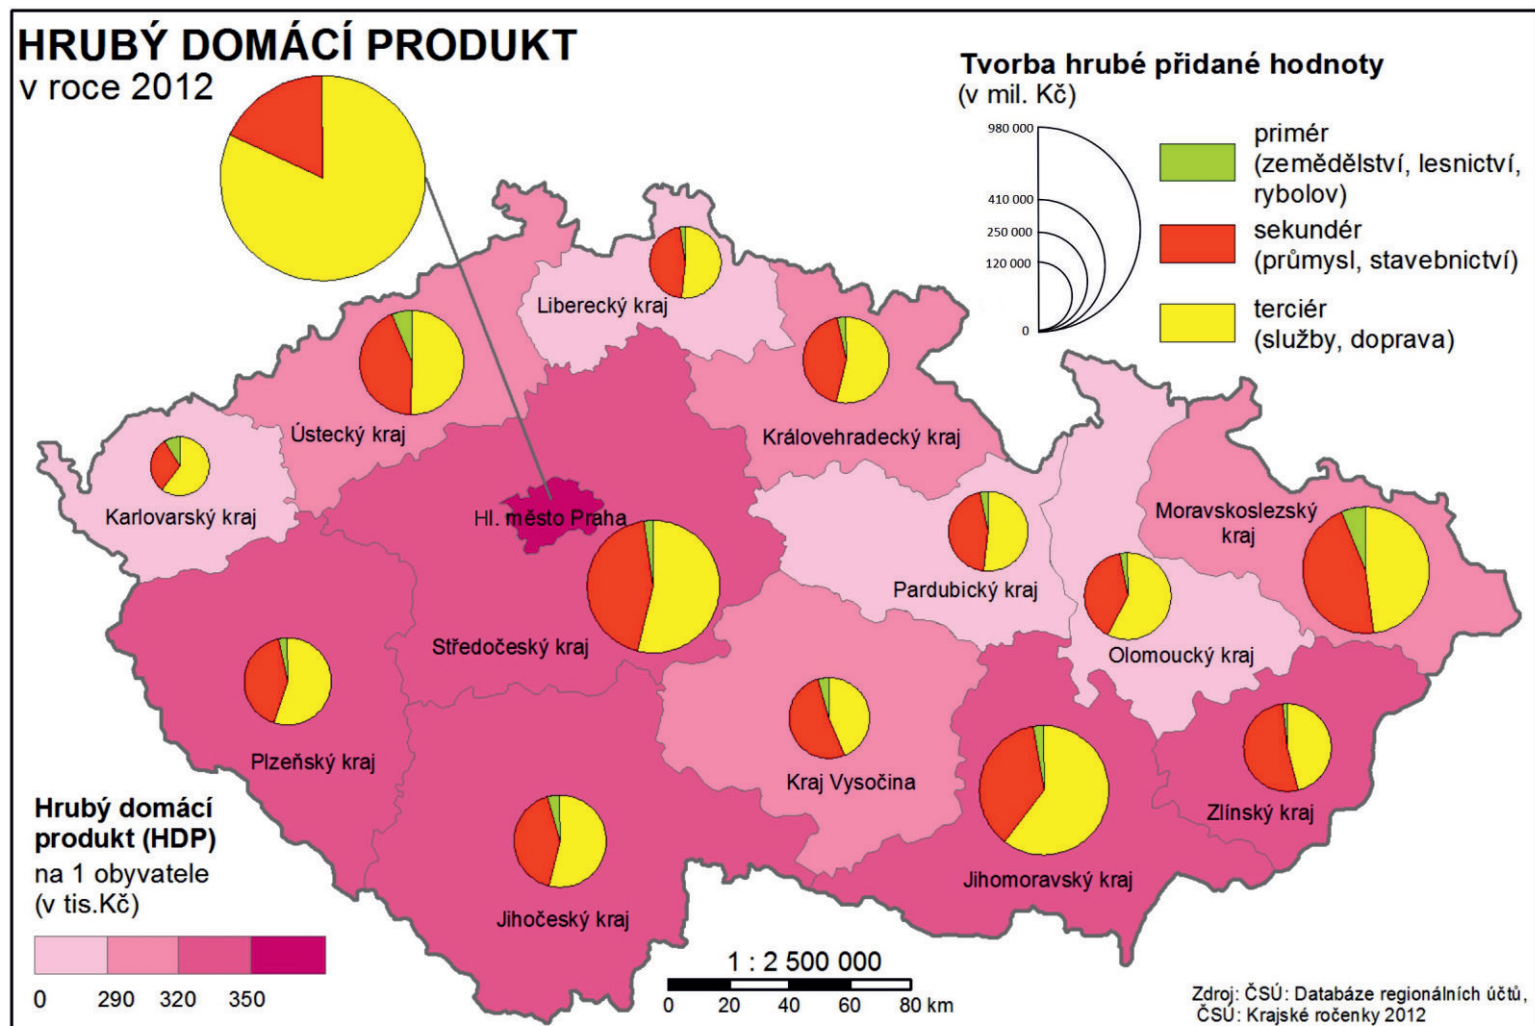 HRUBÝ DOMÁCÍ PRODUKT
v roce 2012
Tvorba hrubé přidané hodnoty
(v mil. Kč)
980 000
410 000
250 000
120 000
0
primér
(zemědělství, lesnictví,
rybolov)
sekundér
(průmysl, stavebnictví)
terciér
(služby, doprava)
Liberecký kraj
Ústecký kraj
Královehradecký kraj
Karlovarský kraj
Hl. město Praha
Moravskoslezský
kraj
Pardubický kraj
Středočeský kraj
Olomoucký kraj
Plzeňský kraj
Kraj Vysočina
Zlínský kraj
Jihomoravský kraj
Jihočeský kraj
Hrubý domácí
produkt (HDP)
na 1 obyvatele
(v tis.Kč)
0 290 320 350
1 : 2 500 000
0 20 40 60 80 km
Zdroj: ČSÚ: Databáze regionálních účtů,
ČSÚ: Krajské ročenky 2012